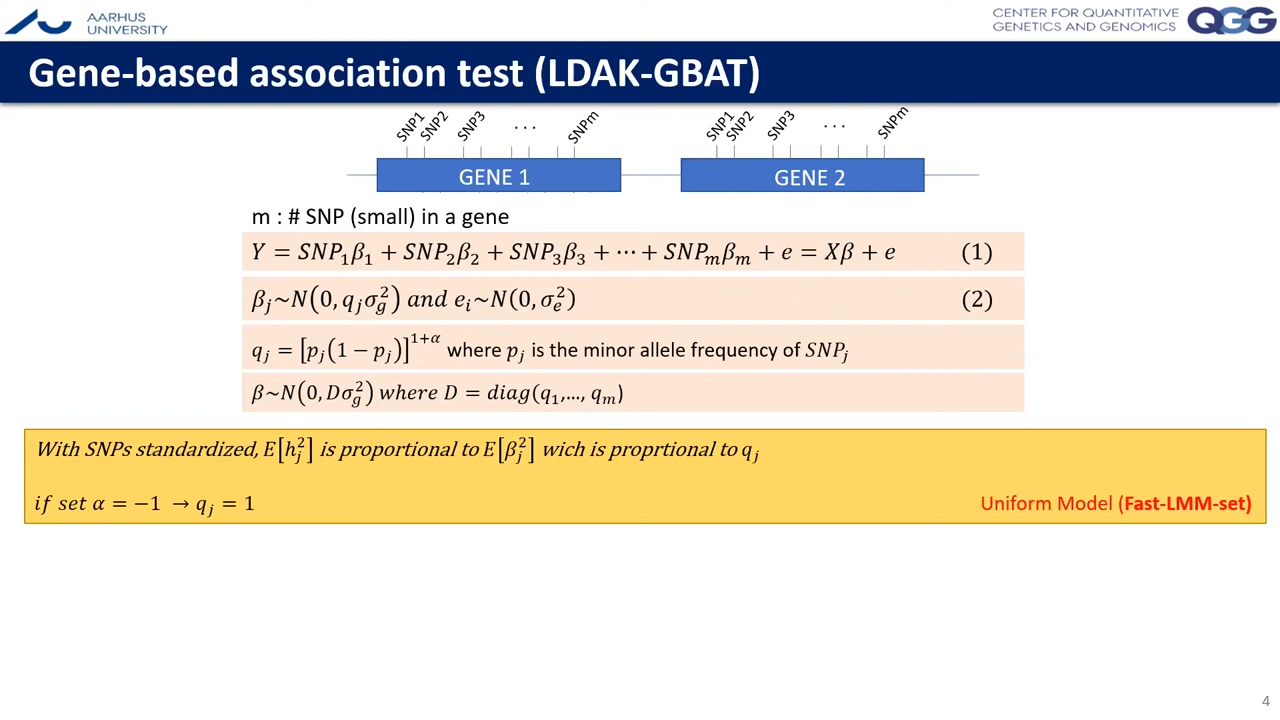 AARHUS
UNIVERSITY
CENTER FOR QUANTITATIVE
GENETICS AND GENOMICS
QGG
Gene-based association test (LDAK-GBAT)
SNP1 SNP2 SNP3 ... SNPm SNP1 SNP2 SNP3 ... SNPm
GENE 1 GENE 2
m : # SNP (small) in a gene
Y = SNP₁β₁ + SNP₂β₂ + SNP₃β₃ + ⋯ + SNPₘβₘ + e = Xβ + e (1)
βⱼ~N(0, qⱼσ_g²) and eᵢ~N(0, σₑ²) (2)
qⱼ = [pⱼ(1 − pⱼ)]^{1+α} where pⱼ is the minor allele frequency of SNPⱼ
β~N(0, Dσ_g²) where D = diag(q₁,..., qₘ)
With SNPs standardized, E[hⱼ²] is proportional to E[βⱼ²] wich is proprtional to qⱼ
if set α = −1 → qⱼ = 1 Uniform Model (Fast-LMM-set)
4